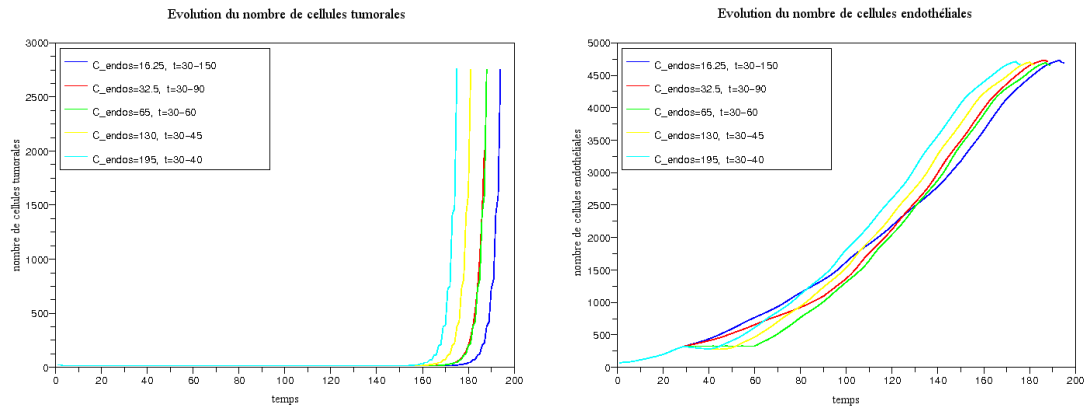 Evolution du nombre de cellules tumorales
3000
2500
2000
1500
1000
500
0
nombre de cellules tumorales
C_endos=16.25, t=30-150
C_endos=32.5, t=30-90
C_endos=65, t=30-60
C_endos=130, t=30-45
C_endos=195, t=30-40
0 20 40 60 80 100 120 140 160 180 200
temps
Evolution du nombre de cellules endothéliales
5000
4500
4000
3500
3000
2500
2000
1500
1000
500
0
nombre de cellules endothéliales
C_endos=16.25, t=30-150
C_endos=32.5, t=30-90
C_endos=65, t=30-60
C_endos=130, t=30-45
C_endos=195, t=30-40
0 20 40 60 80 100 120 140 160 180 200
temps